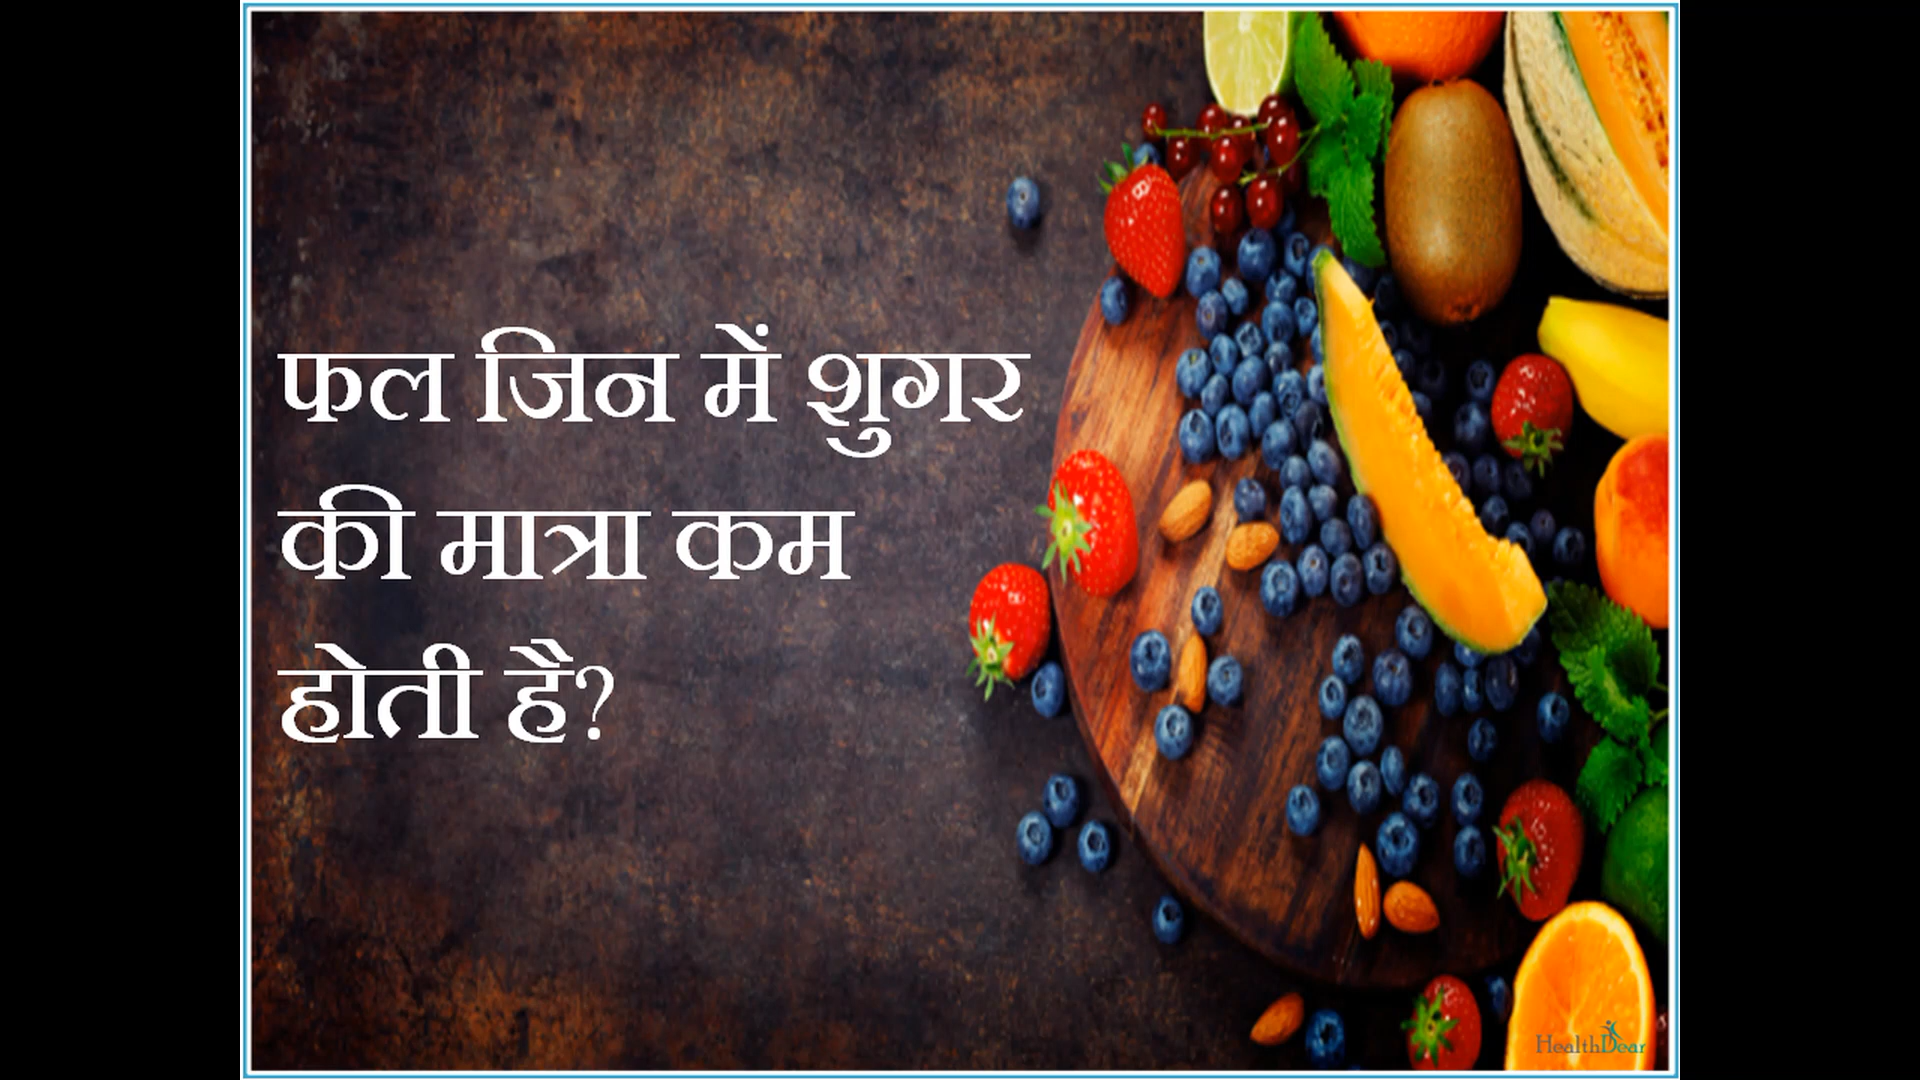 फल जिन में शुगर
की मात्रा कम
होती है?
HealthDear